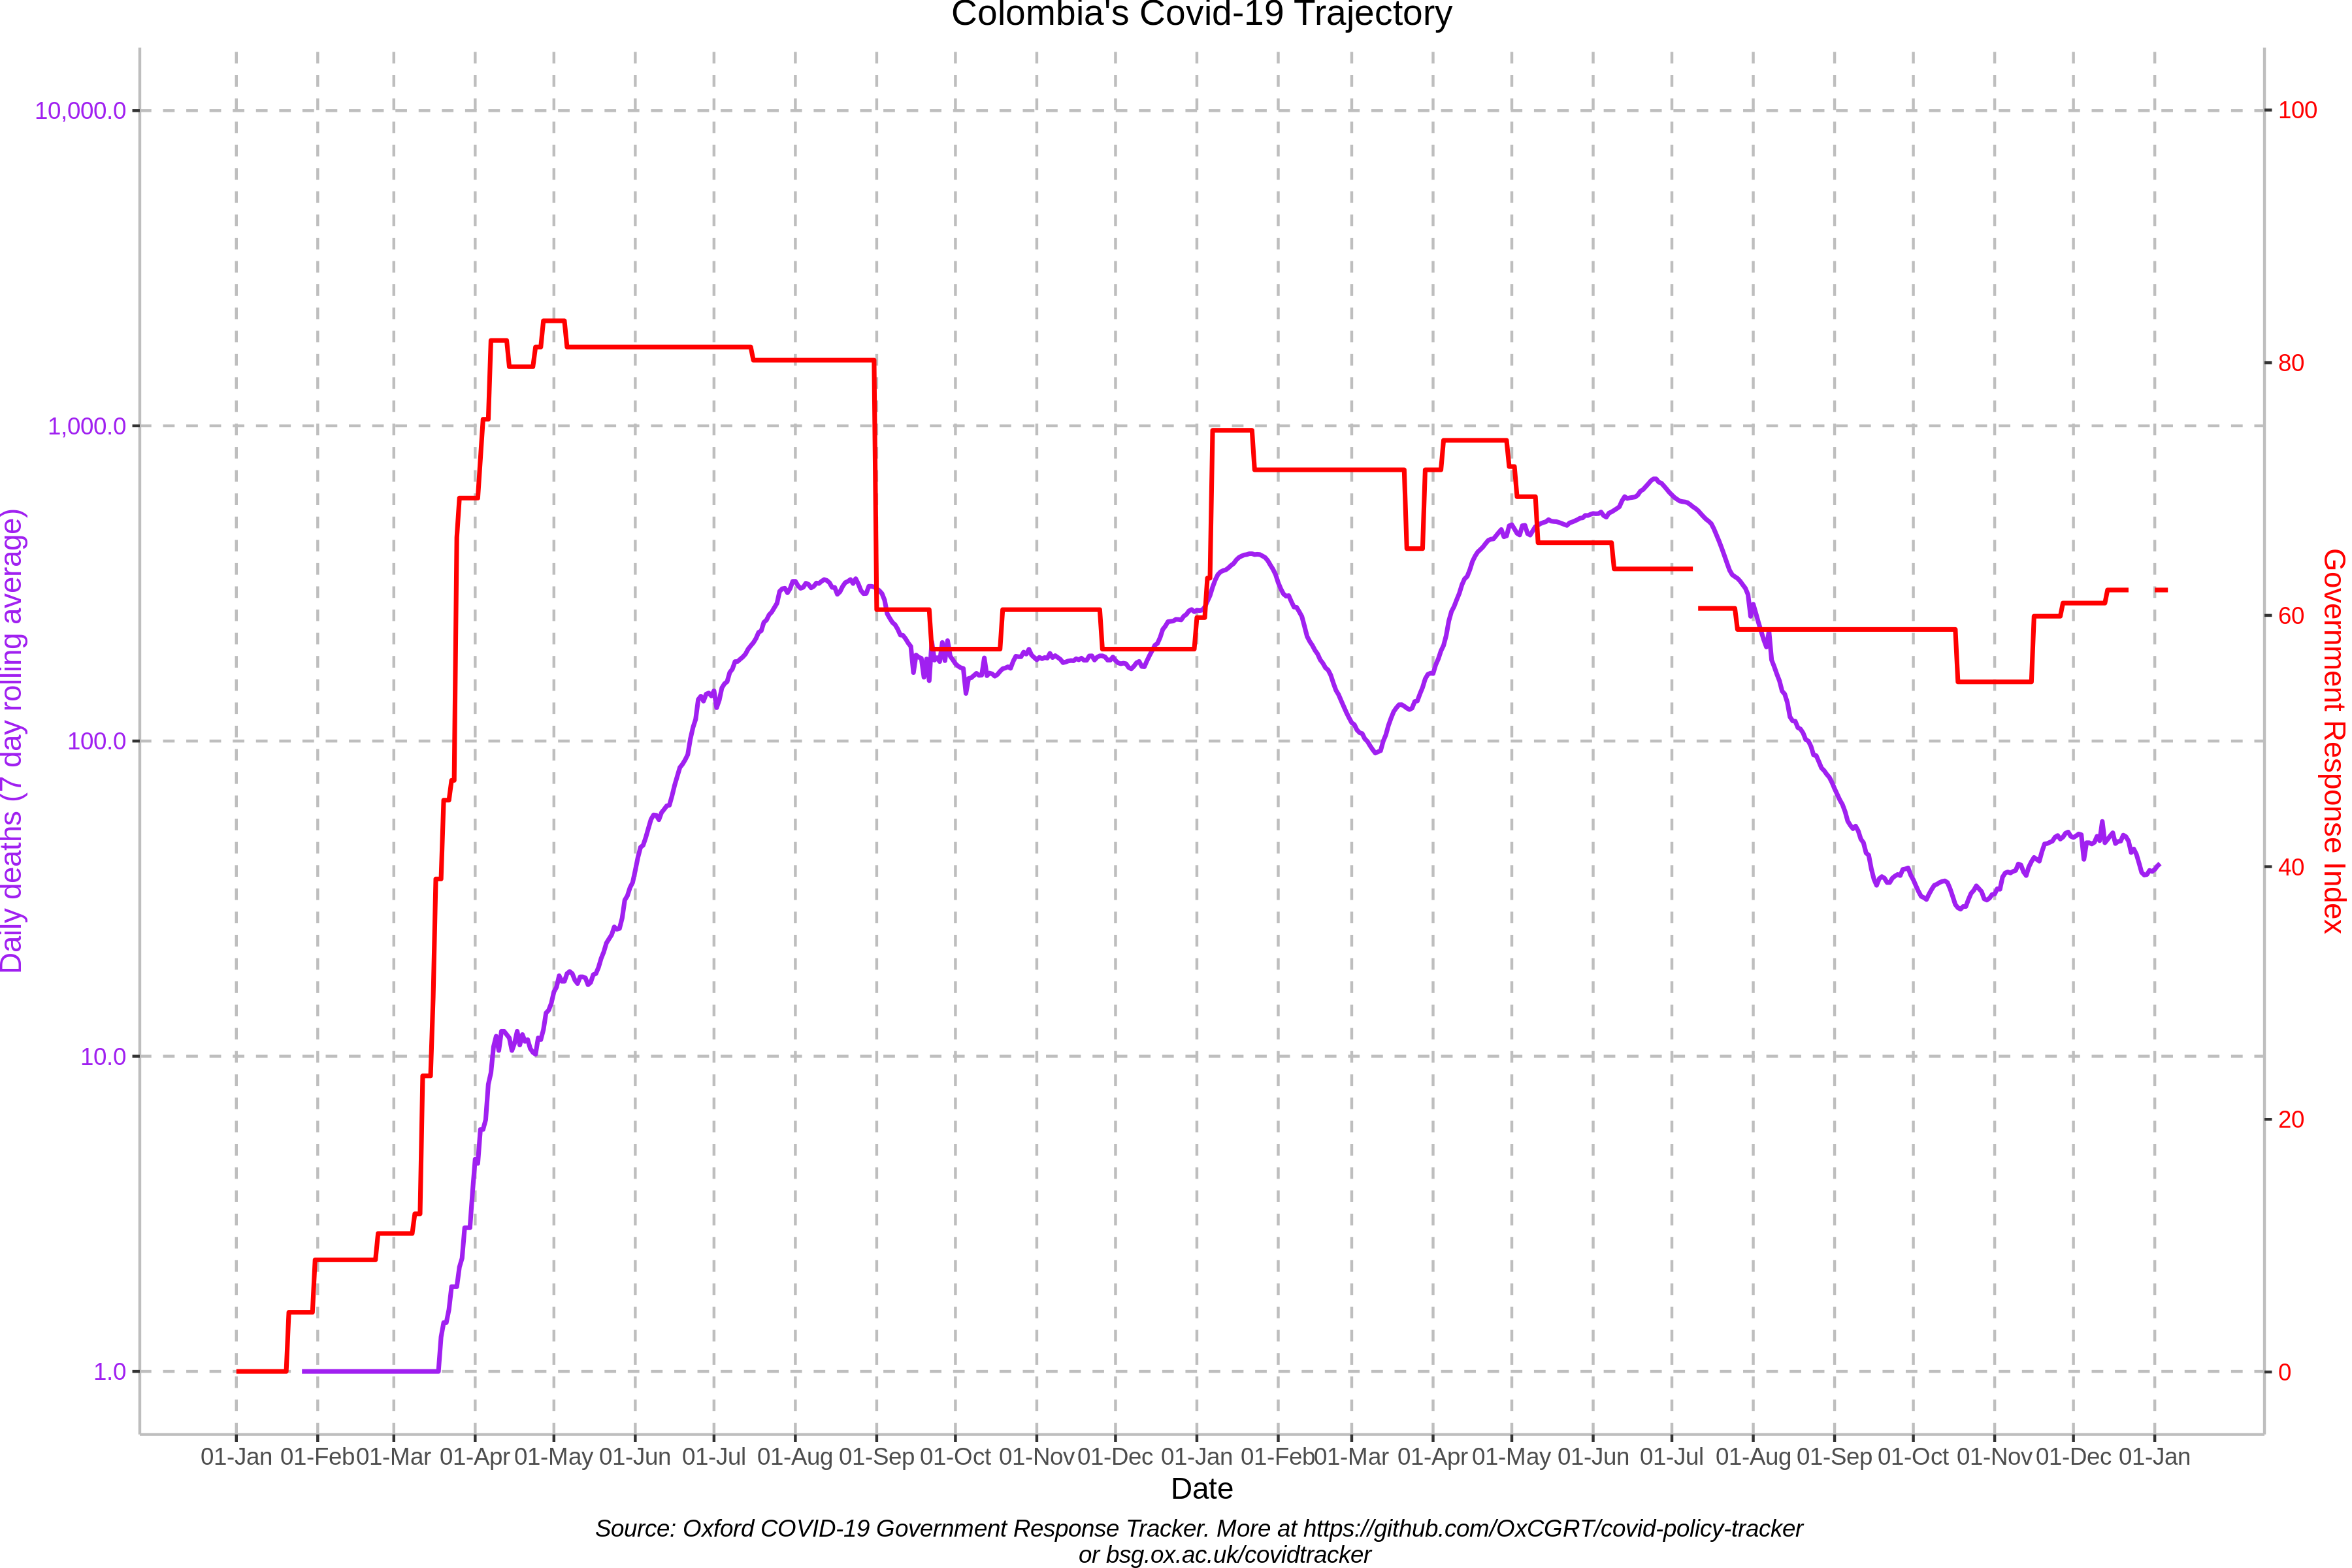 Colombia's Covid-19 Trajectory
10,000.0
1,000.0
100.0
10.0
1.0
Daily deaths (7 day rolling average)
100
80
60
40
20
0
Government Response Index
01-Jan 01-Feb 01-Mar 01-Apr 01-May 01-Jun 01-Jul 01-Aug 01-Sep 01-Oct 01-Nov 01-Dec 01-Jan 01-Feb 01-Mar 01-Apr 01-May 01-Jun 01-Jul 01-Aug 01-Sep 01-Oct 01-Nov 01-Dec 01-Jan
Date
Source: Oxford COVID-19 Government Response Tracker. More at https://github.com/OxCGRT/covid-policy-tracker
or bsg.ox.ac.uk/covidtracker